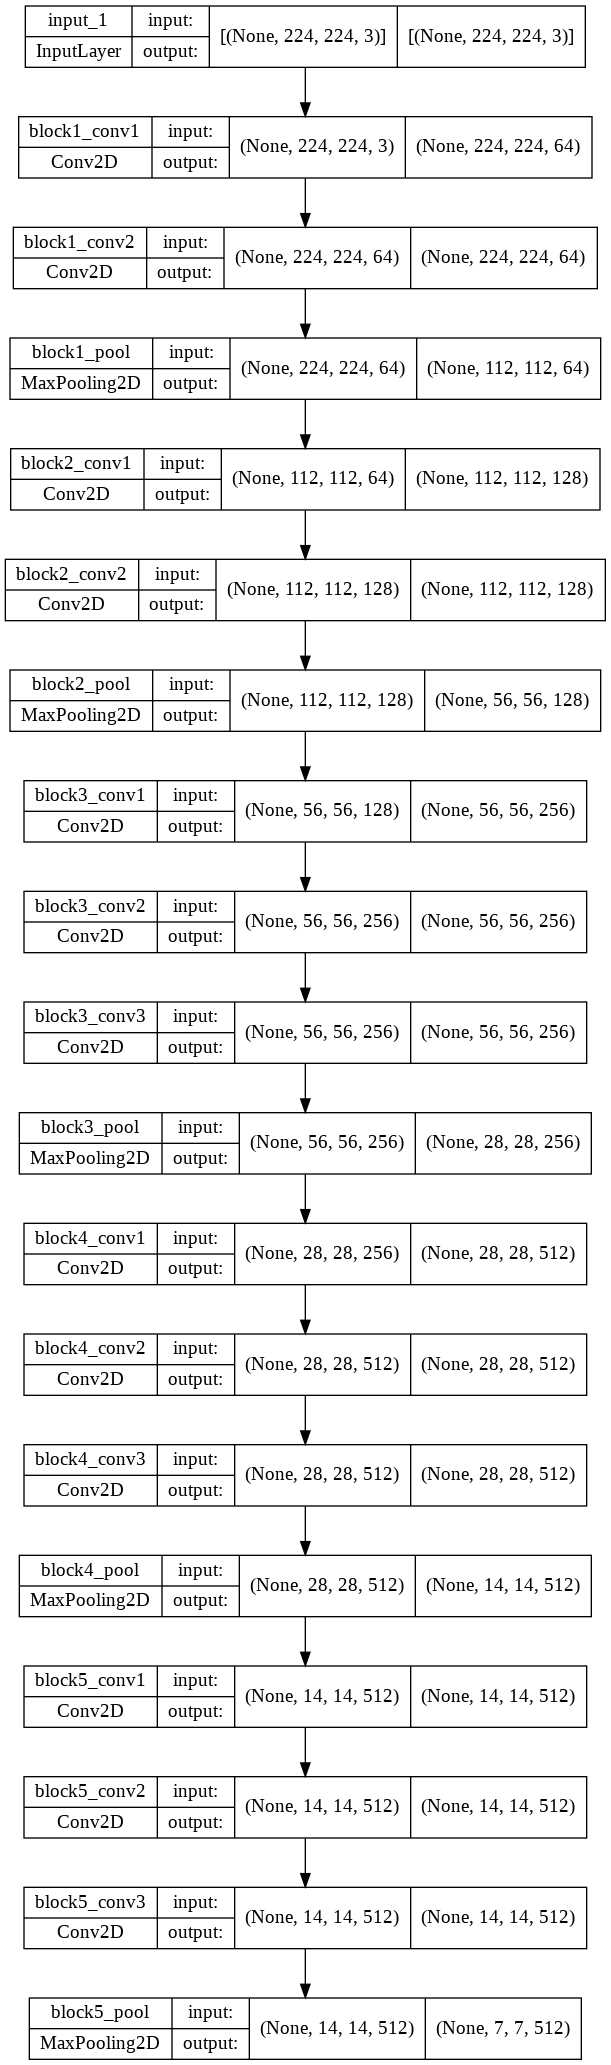 input_1 input: [(None, 224, 224, 3)] [(None, 224, 224, 3)]
InputLayer output:
block1_conv1 input: (None, 224, 224, 3) (None, 224, 224, 64)
Conv2D output:
block1_conv2 input: (None, 224, 224, 64) (None, 224, 224, 64)
Conv2D output:
block1_pool input: (None, 224, 224, 64) (None, 112, 112, 64)
MaxPooling2D output:
block2_conv1 input: (None, 112, 112, 64) (None, 112, 112, 128)
Conv2D output:
block2_conv2 input: (None, 112, 112, 128) (None, 112, 112, 128)
Conv2D output:
block2_pool input: (None, 112, 112, 128) (None, 56, 56, 128)
MaxPooling2D output:
block3_conv1 input: (None, 56, 56, 128) (None, 56, 56, 256)
Conv2D output:
block3_conv2 input: (None, 56, 56, 256) (None, 56, 56, 256)
Conv2D output:
block3_conv3 input: (None, 56, 56, 256) (None, 56, 56, 256)
Conv2D output:
block3_pool input: (None, 56, 56, 256) (None, 28, 28, 256)
MaxPooling2D output:
block4_conv1 input: (None, 28, 28, 256) (None, 28, 28, 512)
Conv2D output:
block4_conv2 input: (None, 28, 28, 512) (None, 28, 28, 512)
Conv2D output:
block4_conv3 input: (None, 28, 28, 512) (None, 28, 28, 512)
Conv2D output:
block4_pool input: (None, 28, 28, 512) (None, 14, 14, 512)
MaxPooling2D output:
block5_conv1 input: (None, 14, 14, 512) (None, 14, 14, 512)
Conv2D output:
block5_conv2 input: (None, 14, 14, 512) (None, 14, 14, 512)
Conv2D output:
block5_conv3 input: (None, 14, 14, 512) (None, 14, 14, 512)
Conv2D output:
block5_pool input: (None, 14, 14, 512) (None, 7, 7, 512)
MaxPooling2D output: